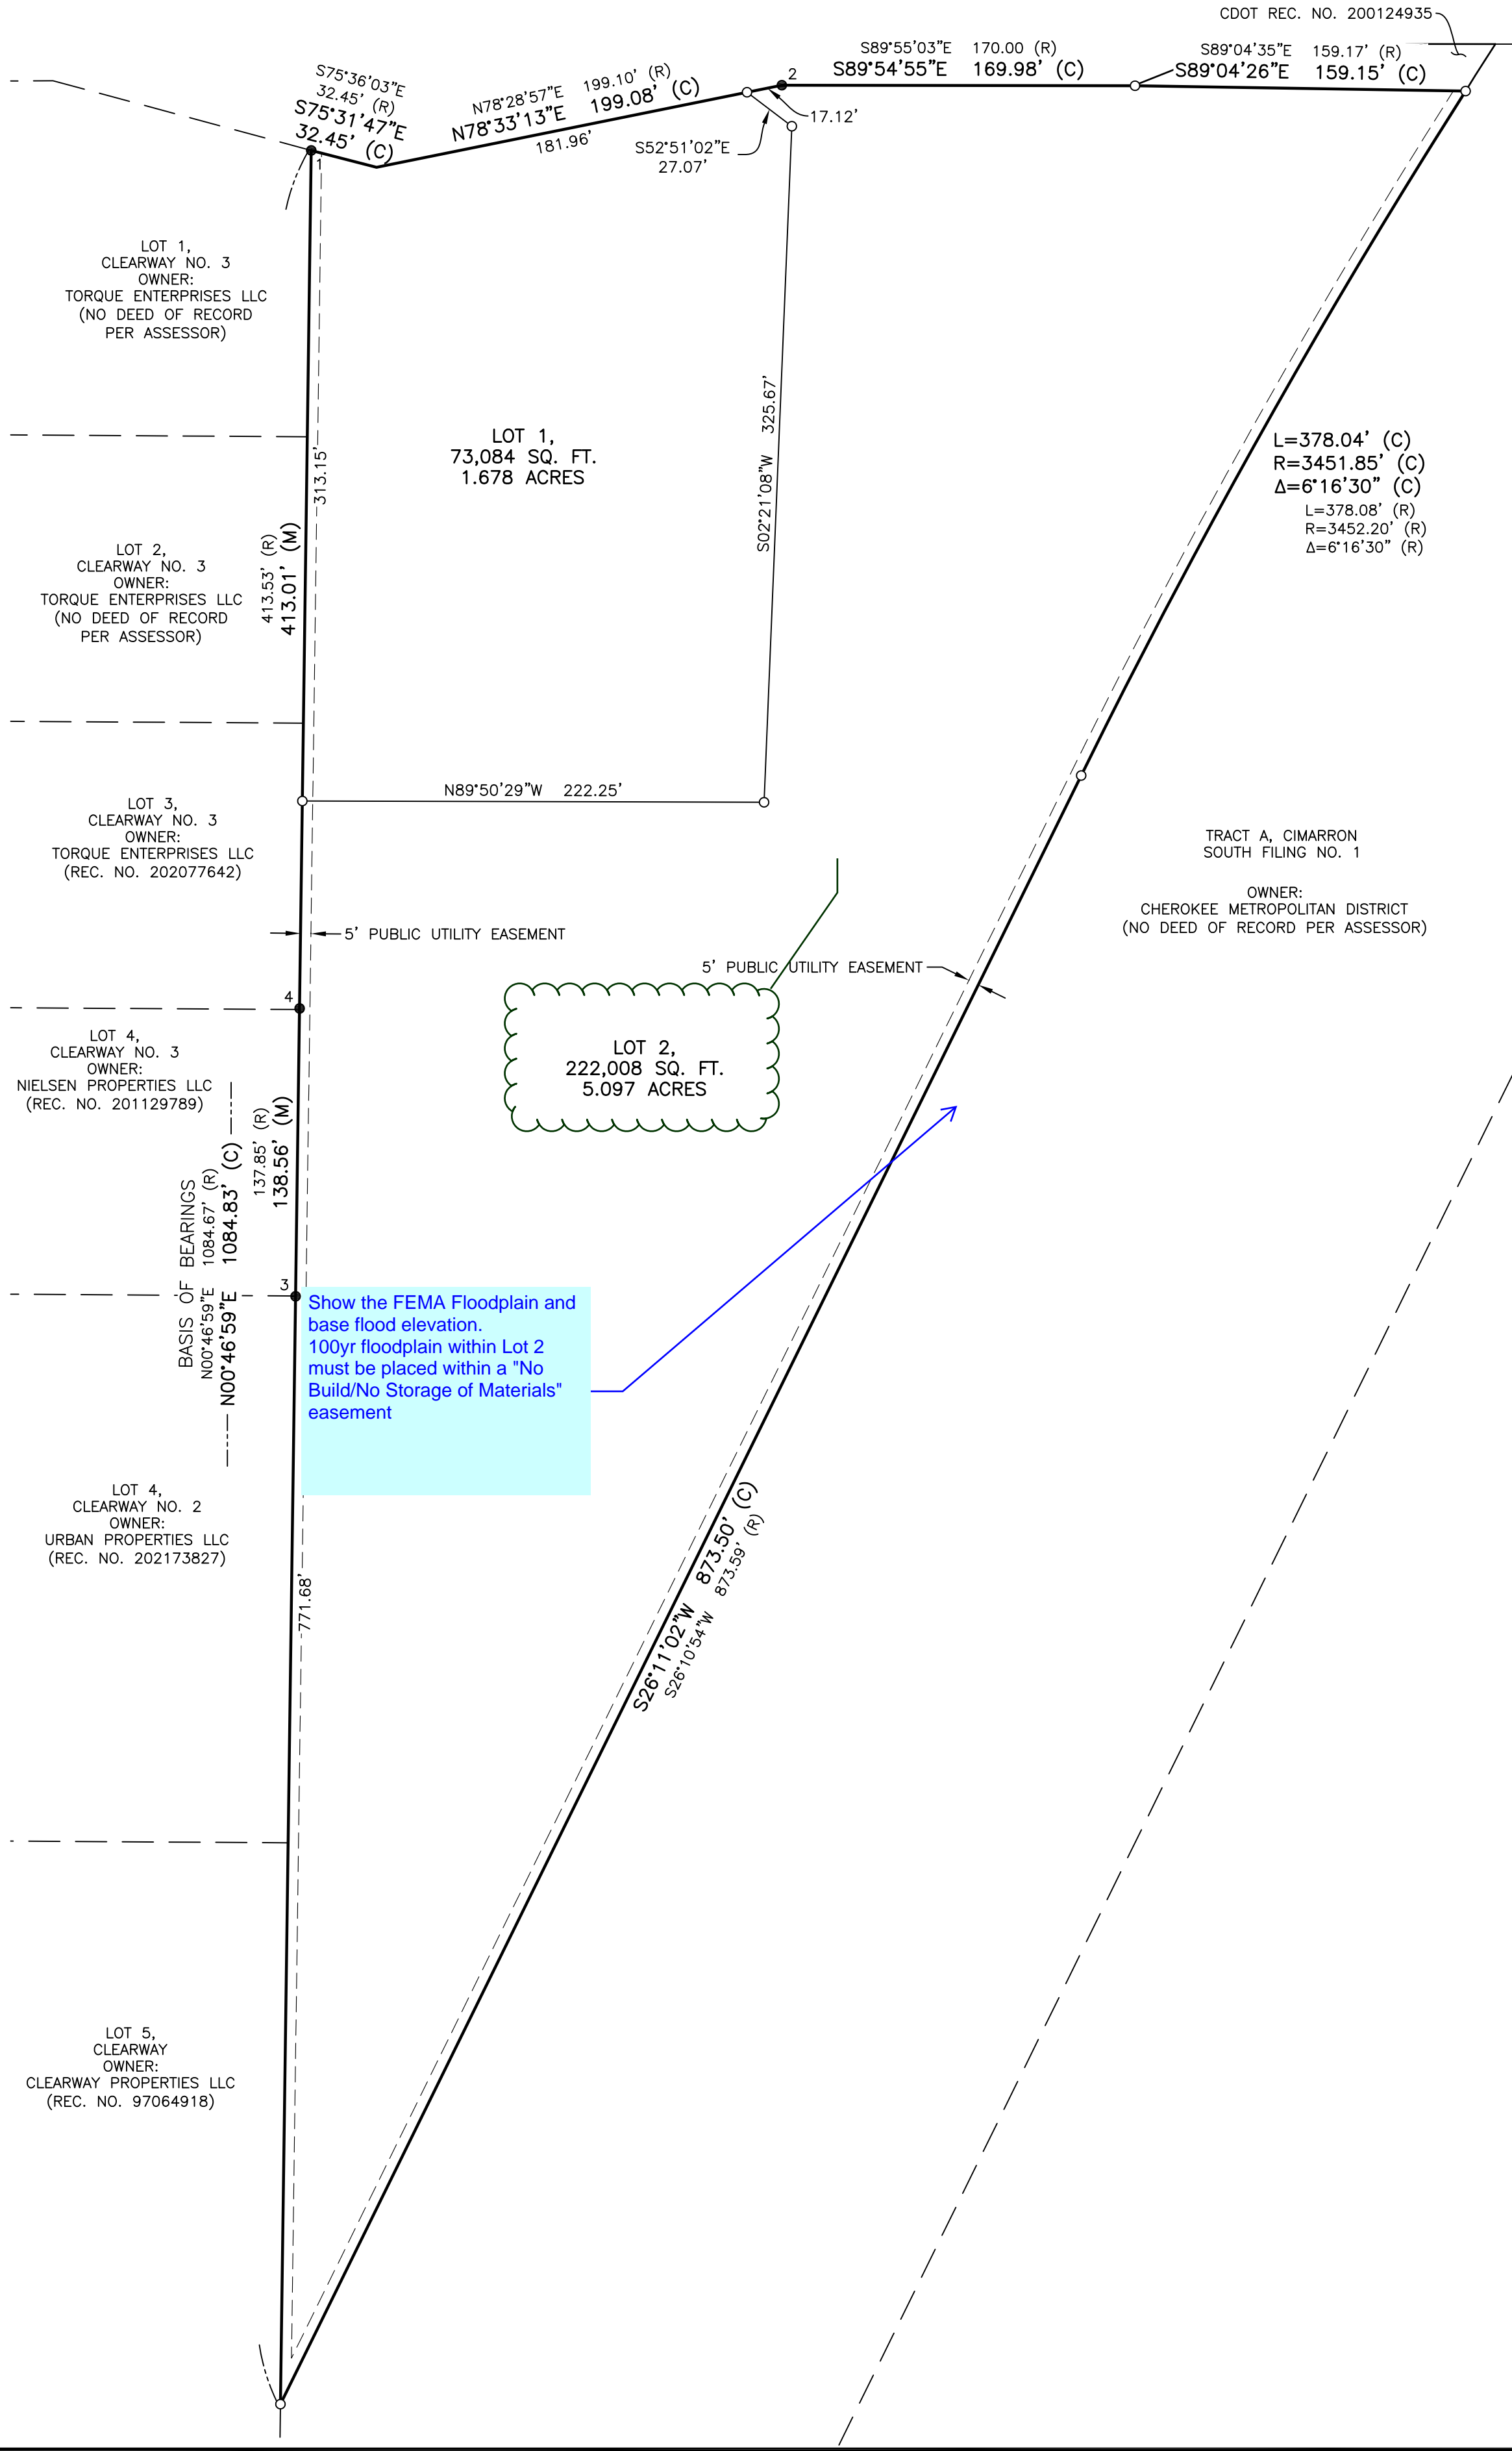 CDOT REC. NO. 200124935
S89°55'03"E 170.00 (R)
S89°54'55"E 169.98' (C)
S89°04'35"E 159.17' (R)
S89°04'26"E 159.15' (C)
S75°36'03"E
32.45' (R)
S75°31'47"E
32.45' (C)
N78°28'57"E 199.10' (R)
N78°33'13"E 199.08' (C)
181.96'
2
17.12'
S52°51'02"E
27.07'
1
LOT 1,
CLEARWAY NO. 3
OWNER:
TORQUE ENTERPRISES LLC
(NO DEED OF RECORD
PER ASSESSOR)
LOT 1,
73,084 SQ. FT.
1.678 ACRES
313.15'
S02°21'08"W 325.67'
L=378.04' (C)
R=3451.85' (C)
Δ=6°16'30" (C)
L=378.08' (R)
R=3452.20' (R)
Δ=6°16'30" (R)
LOT 2,
CLEARWAY NO. 3
OWNER:
TORQUE ENTERPRISES LLC
(NO DEED OF RECORD
PER ASSESSOR)
413.53' (R)
413.01' (M)
N89°50'29"W 222.25'
LOT 3,
CLEARWAY NO. 3
OWNER:
TORQUE ENTERPRISES LLC
(REC. NO. 202077642)
TRACT A, CIMARRON
SOUTH FILING NO. 1
OWNER:
CHEROKEE METROPOLITAN DISTRICT
(NO DEED OF RECORD PER ASSESSOR)
5' PUBLIC UTILITY EASEMENT
5' PUBLIC UTILITY EASEMENT
4
LOT 4,
CLEARWAY NO. 3
OWNER:
NIELSEN PROPERTIES LLC
(REC. NO. 201129789)
LOT 2,
222,008 SQ. FT.
5.097 ACRES
137.85' (R)
138.56' (M)
BASIS OF BEARINGS
N00°46'59"E 1084.67' (R)
N00°46'59"E 1084.83' (C)
3
Show the FEMA Floodplain and
base flood elevation.
100yr floodplain within Lot 2
must be placed within a "No
Build/No Storage of Materials"
easement
LOT 4,
CLEARWAY NO. 2
OWNER:
URBAN PROPERTIES LLC
(REC. NO. 202173827)
771.68'
S26°11'02"W 873.50' (C)
S26°10'54"W 873.59' (R)
LOT 5,
CLEARWAY
OWNER:
CLEARWAY PROPERTIES LLC
(REC. NO. 97064918)